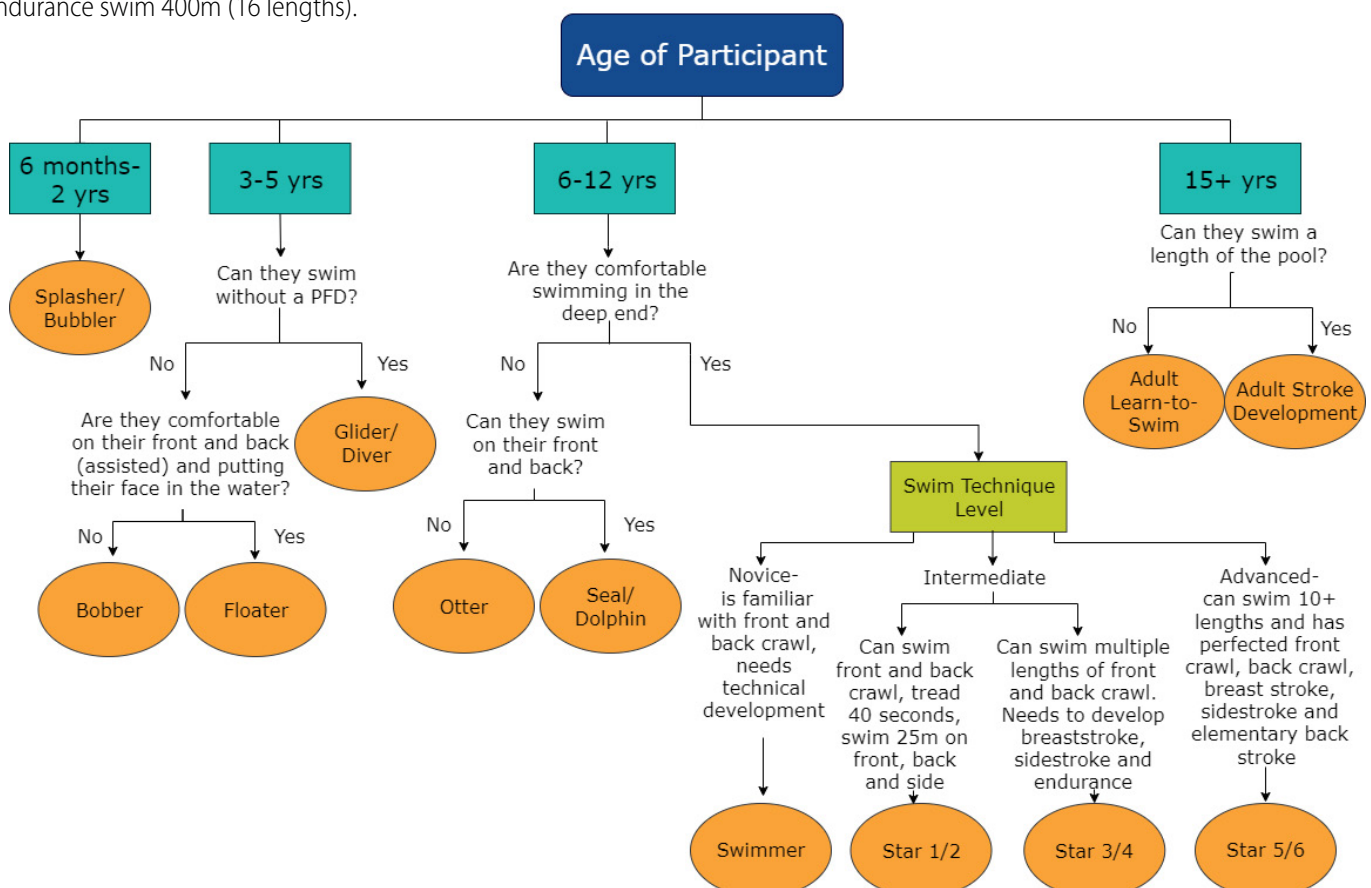 ndurance swim 400m (16 lengths).
Age of Participant
6 months-
2 yrs
3-5 yrs
6-12 yrs
15+ yrs
Splasher/
Bubbler
Can they swim
without a PFD?
Are they comfortable
swimming in the
deep end?
Can they swim a
length of the pool?
No
Yes
No
Yes
No
Yes
Are they comfortable
on their front and back
(assisted) and putting
their face in the water?
Glider/
Diver
Can they swim
on their front
and back?
Adult
Learn-to-
Swim
Adult Stroke
Development
Swim Technique
Level
No
Yes
No
Yes
Bobber
Floater
Otter
Seal/
Dolphin
Novice-
is familiar
with front and
back crawl,
needs
technical
development
Intermediate
Can swim
front and back
crawl, tread
40 seconds,
swim 25m on
front, back
and side
Can swim multiple
lengths of front
and back crawl.
Needs to develop
breaststroke,
sidestroke and
endurance
Advanced-
can swim 10+
lengths and has
perfected front
crawl, back crawl,
breast stroke,
sidestroke and
elementary back
stroke
Swimmer
Star 1/2
Star 3/4
Star 5/6